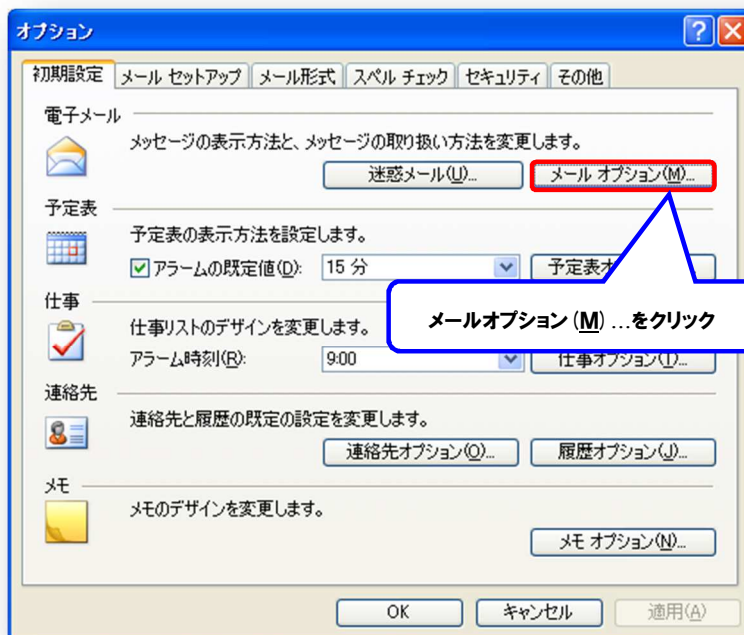 オプション
初期設定 メール セットアップ メール形式 スペル チェック セキュリティ その他
電子メール
メッセージの表示方法と、メッセージの取り扱い方法を変更します。
迷惑メール(U)... メール オプション(M)...
予定表
予定表の表示方法を設定します。
アラームの既定値(D): 15 分 予定表オ
メールオプション (M) …をクリック
仕事
仕事リストのデザインを変更します。
アラーム時刻(R): 9:00 仕事オプション(T)...
連絡先
連絡先と履歴の既定の設定を変更します。
連絡先オプション(O)... 履歴オプション(J)...
メモ
メモのデザインを変更します。
メモ オプション(N)...
OK キャンセル 適用(A)